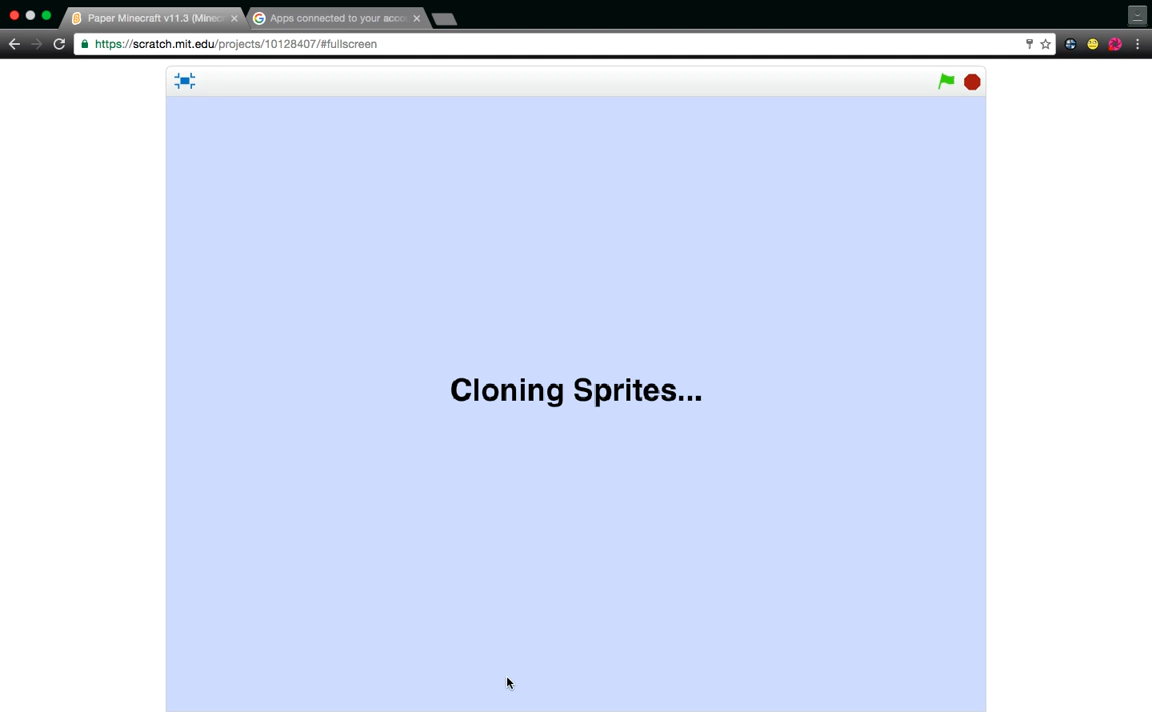 Paper Minecraft v11.3 (Minec
Apps connected to your acco
https://scratch.mit.edu/projects/10128407/#fullscreen
Cloning Sprites...